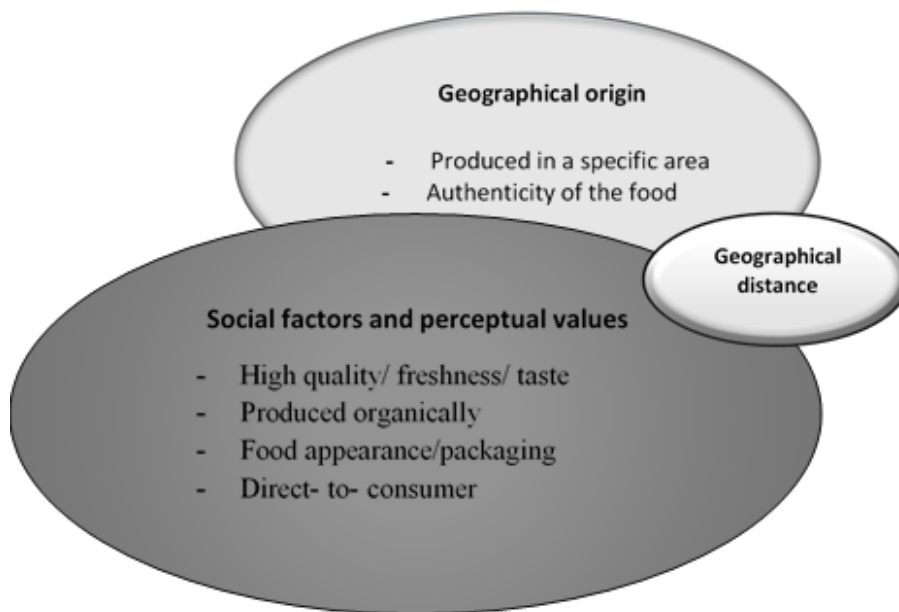 Geographical origin
- Produced in a specific area
- Authenticity of the food
Geographical
distance
Social factors and perceptual values
- High quality/ freshness/ taste
- Produced organically
- Food appearance/packaging
- Direct- to- consumer